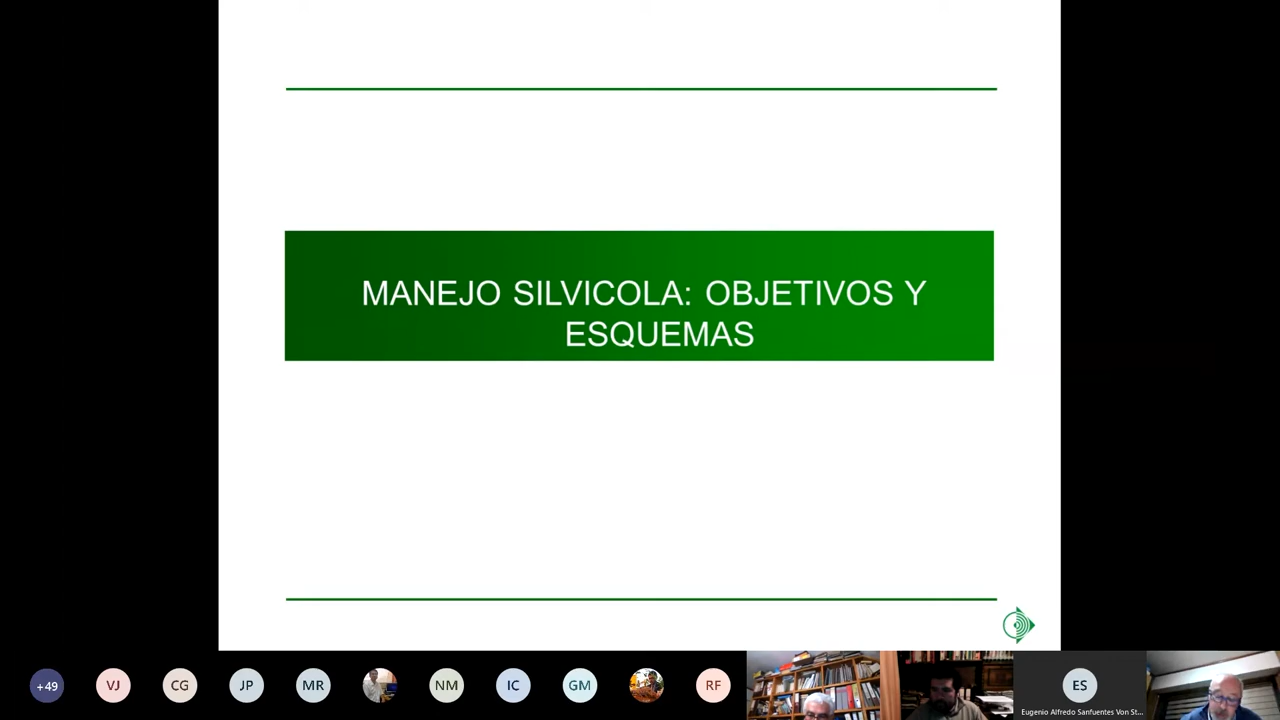 MANEJO SILVICOLA: OBJETIVOS Y
ESQUEMAS
+49
VJ
CG
JP
MR
NM
IC
GM
RF
ES
Eugenio Alfredo Sanfuentes Von St...